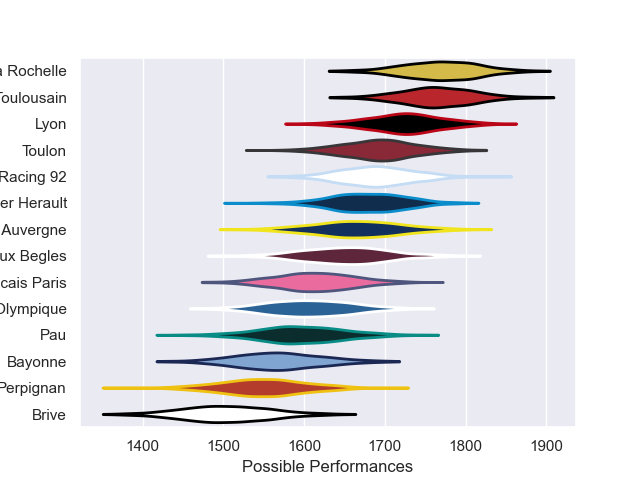 Rochelle
Toulousain
Lyon
Toulon
Racing 92
er Herault
Auvergne
ux Begles
cais Paris
Olympique
Pau
Bayonne
Perpignan
Brive
1400 1500 1600 1700 1800 1900
Possible Performances